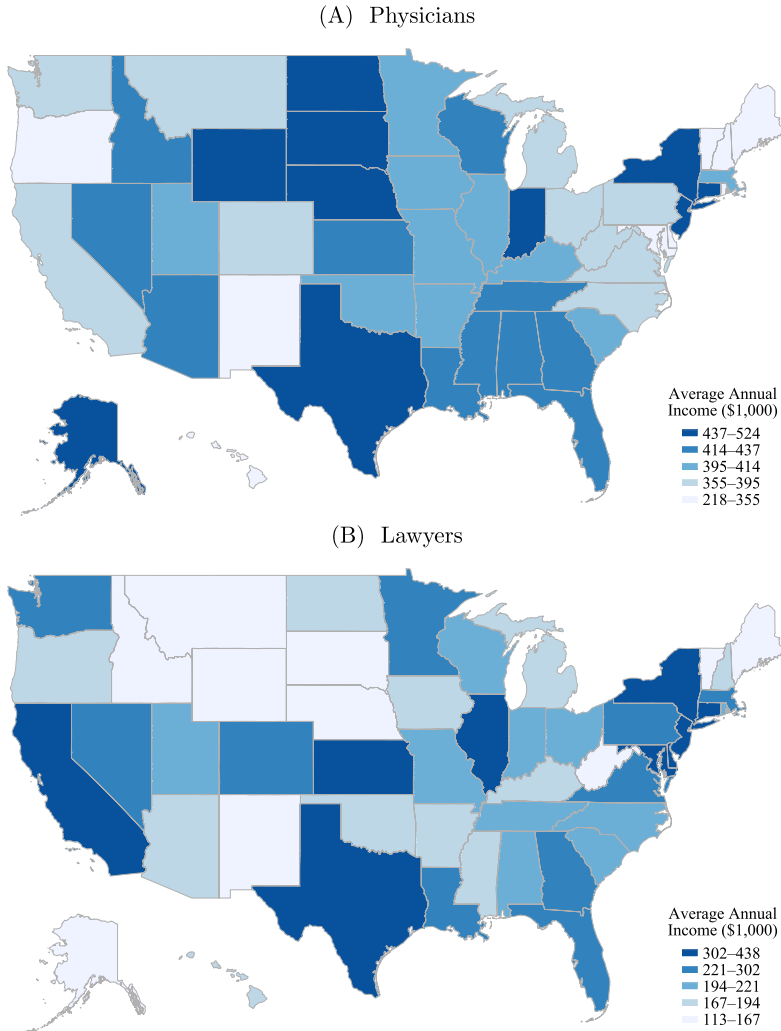 (A) Physicians
Average Annual
Income ($1,000)
437–524
414–437
395–414
355–395
218–355
(B) Lawyers
Average Annual
Income ($1,000)
302–438
221–302
194–221
167–194
113–167